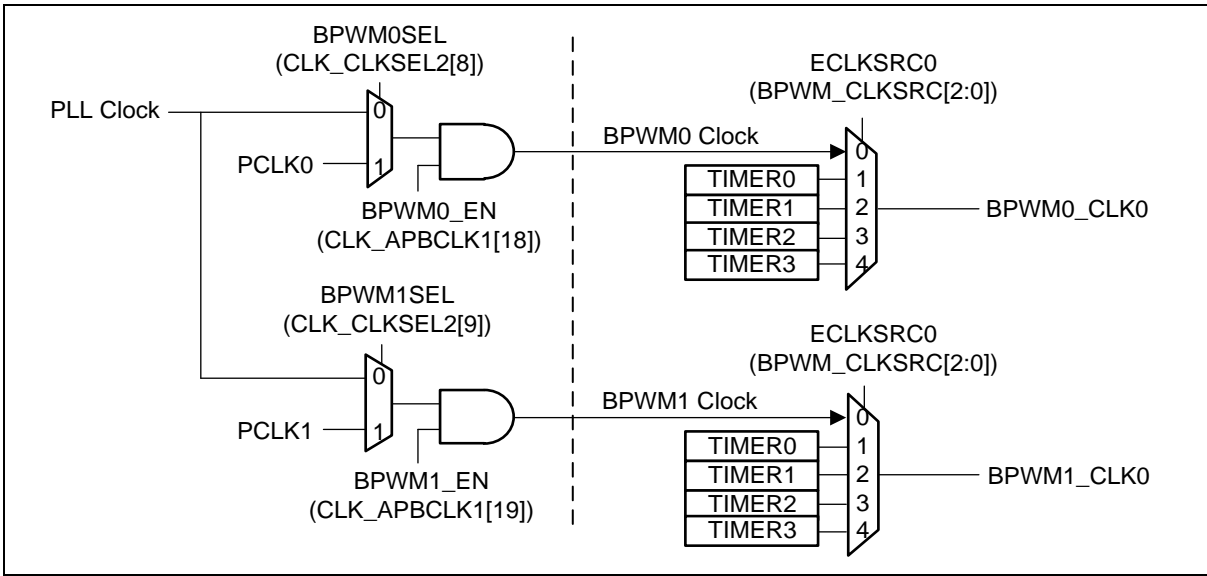 BPWM0SEL
(CLK_CLKSEL2[8])
PLL Clock
0
PCLK0
1
BPWM0_EN
(CLK_APBCLK1[18])
BPWM0 Clock
ECLKSRC0
(BPWM_CLKSRC[2:0])
0
TIMER0 1
TIMER1 2
TIMER2 3
TIMER3 4
BPWM0_CLK0
BPWM1SEL
(CLK_CLKSEL2[9])
0
PCLK1
1
BPWM1_EN
(CLK_APBCLK1[19])
BPWM1 Clock
ECLKSRC0
(BPWM_CLKSRC[2:0])
0
TIMER0 1
TIMER1 2
TIMER2 3
TIMER3 4
BPWM1_CLK0